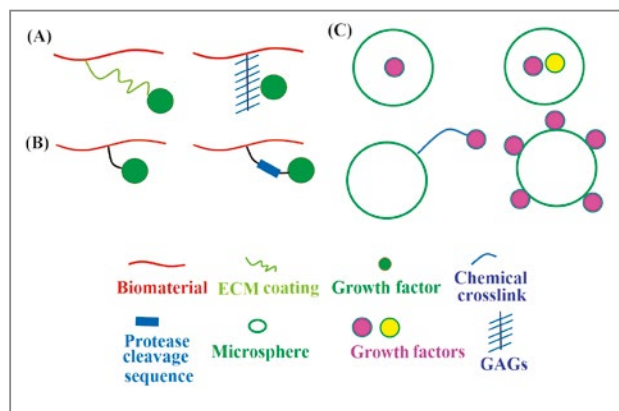 (A)
(C)
(B)
Biomaterial
ECM coating
Growth factor
Chemical
crosslink
Protease
cleavage
sequence
Microsphere
Growth factors
GAGs